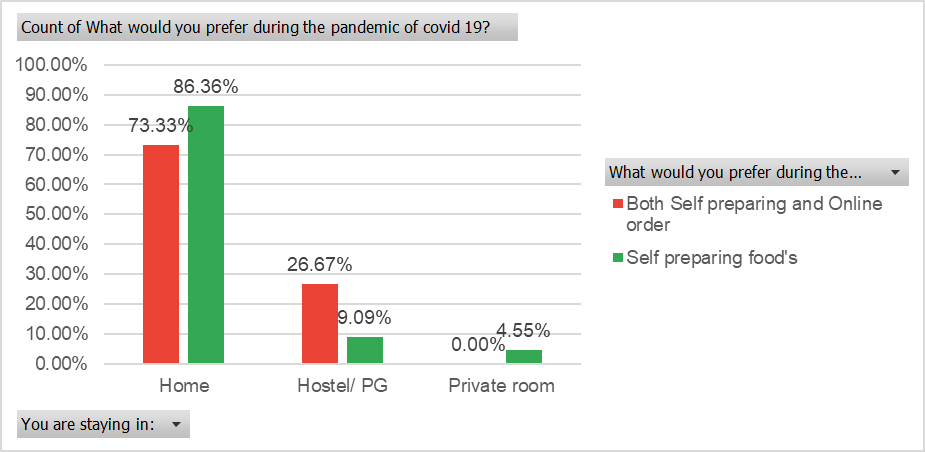 Count of What would you prefer during the pandemic of covid 19?
100.00%
90.00%
80.00%
70.00%
60.00%
50.00%
40.00%
30.00%
20.00%
10.00%
0.00%
73.33%
86.36%
26.67%
9.09%
0.00%
4.55%
Home
Hostel/ PG
Private room
What would you prefer during the...
Both Self preparing and Online
order
Self preparing food's
You are staying in: